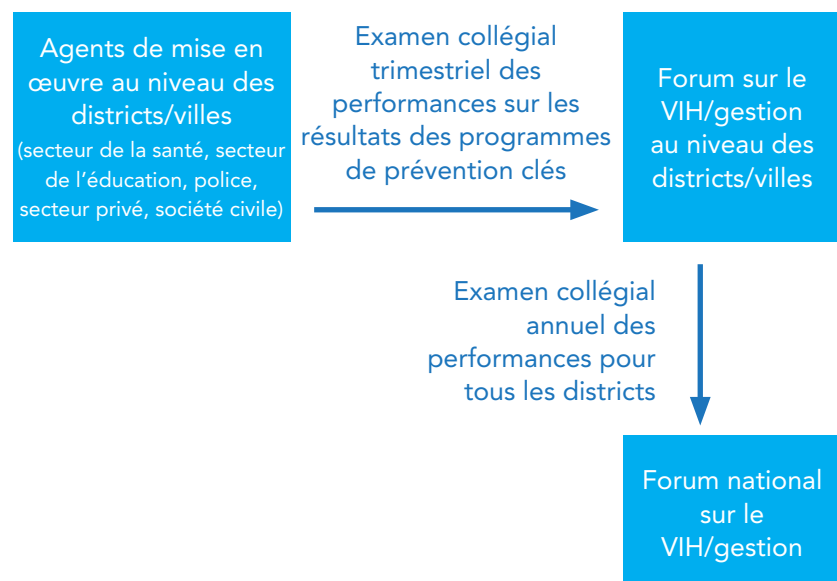 Agents de mise en
œuvre au niveau des
districts/villes
(secteur de la santé, secteur
de l'éducation, police,
secteur privé, société civile)
Examen collégial
trimestriel des
performances sur les
résultats des programmes
de prévention clés
Forum sur le
VIH/gestion
au niveau des
districts/villes
Examen collégial
annuel des
performances pour
tous les districts
Forum national
sur le
VIH/gestion